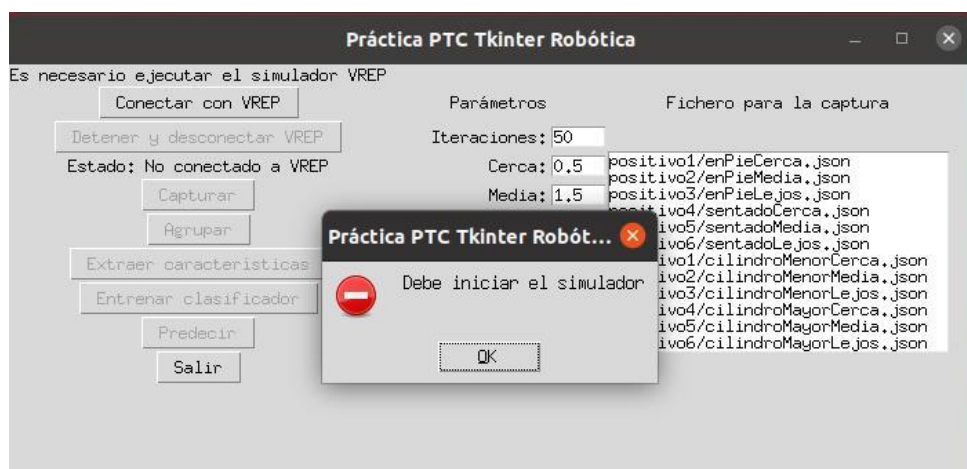 Práctica PTC Tkinter Robótica
Es necesario ejecutar el simulador VREP
Conectar con VREP
Parámetros
Fichero para la captura
Detener y desconectar VREP
Iteraciones: 50
Estado: No conectado a VREP
Cerca: 0.5
positivo1/enPieCerca.json
positivo2/enPieMedia.json
Capturar
Media: 1.5
positivo3/enPieLejos.json
positivo4/sentadoCerca.json
Agrupar
Práctica PTC Tkinter Robót...
ivo5/sentadoMedia.json
ivo6/sentadoLejos.json
Extraer características
Debe iniciar el simulador
ivo1/cilindroMenorCerca.json
ivo2/cilindroMenorMedia.json
Entrenar clasificador
ivo3/cilindroMenorLejos.json
ivo4/cilindroMayorCerca.json
Predecir
ivo5/cilindroMayorMedia.json
OK
ivo6/cilindroMayorLejos.json
Salir